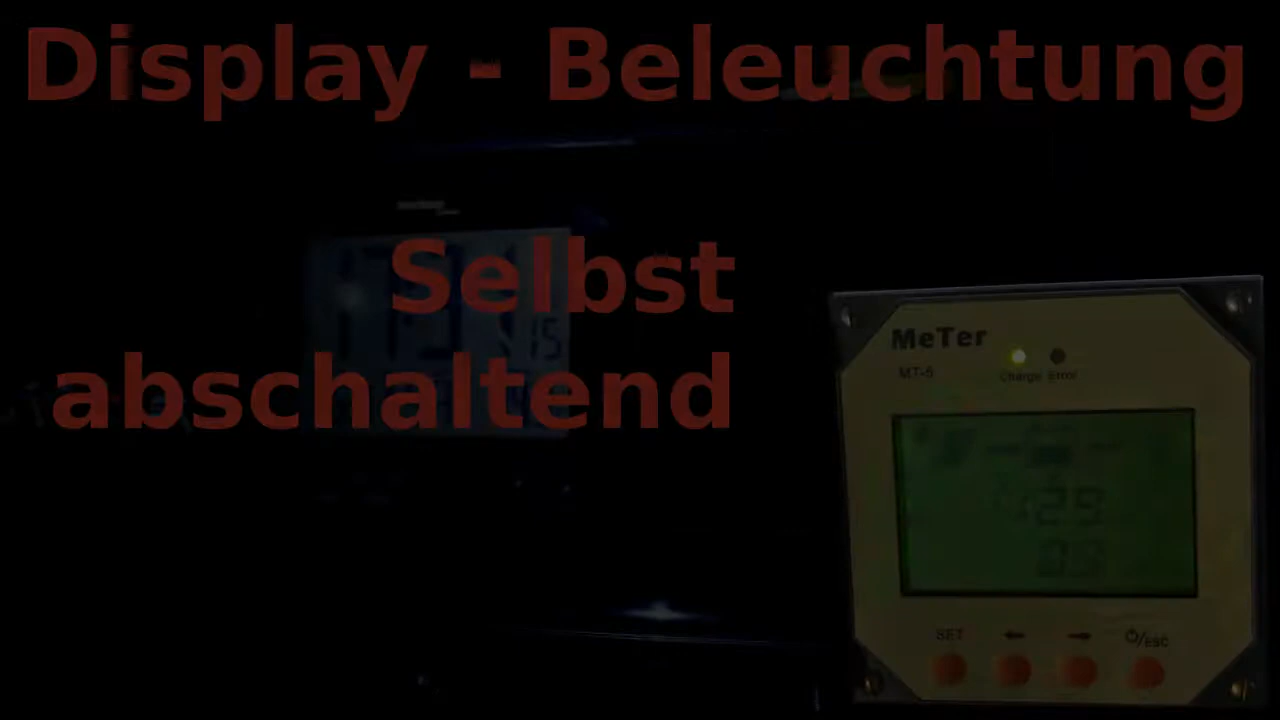 Display - Beleuchtung
Selbst
abschaltend
MeTer
MT-5
Charge Error
SET
/ESC